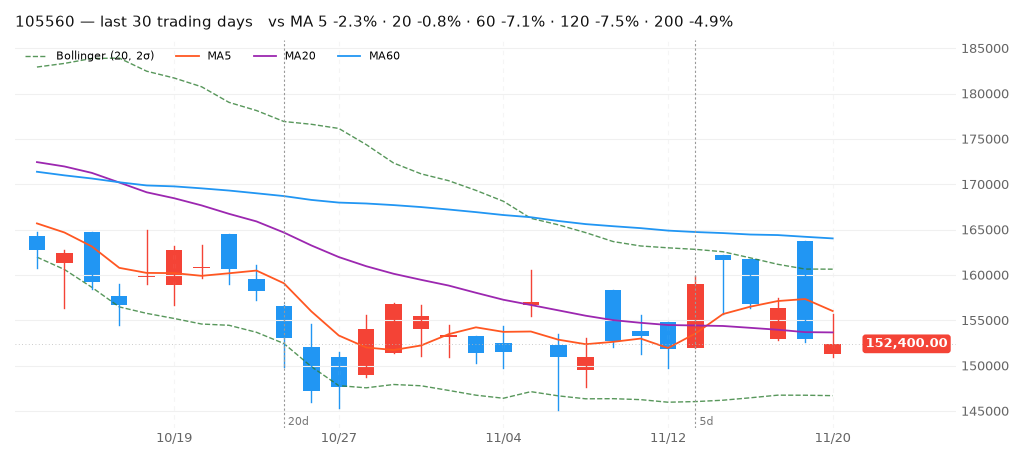 105560 — last 30 trading days   vs MA 5 -2.3% · 20 -0.8% · 60 -7.1% · 120 -7.5% · 200 -4.9%
Bollinger (20, 2σ)   MA5   MA20   MA60
185000
180000
175000
170000
165000
160000
155000
152,400.00
150000
145000
20d   5d
10/19   10/27   11/04   11/12   11/20